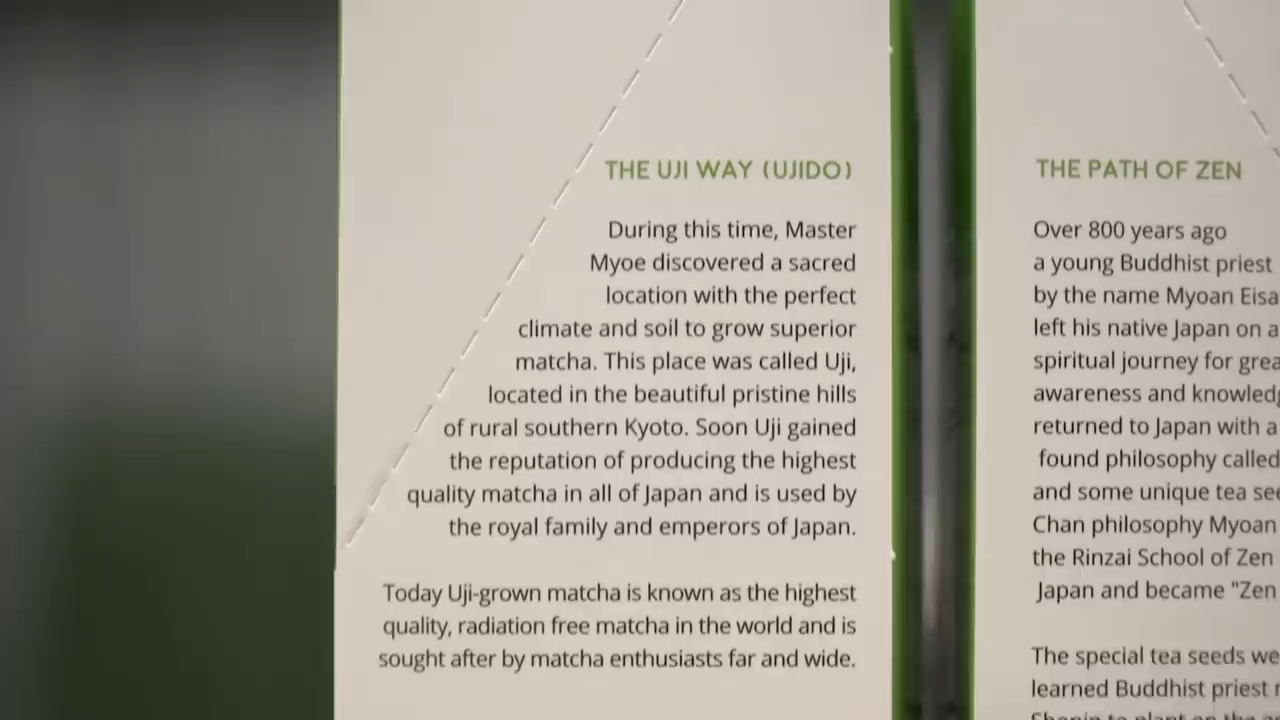 THE UJI WAY (UJIDO)
During this time, Master
Myoe discovered a sacred
location with the perfect
climate and soil to grow superior
matcha. This place was called Uji,
located in the beautiful pristine hills
of rural southern Kyoto. Soon Uji gained
the reputation of producing the highest
quality matcha in all of Japan and is used by
the royal family and emperors of Japan.
Today Uji-grown matcha is known as the highest
quality, radiation free matcha in the world and is
sought after by matcha enthusiasts far and wide.
THE PATH OF ZEN
Over 800 years ago
a young Buddhist priest
by the name Myoan Eisa
left his native Japan on a
spiritual journey for grea
awareness and knowledg
returned to Japan with a
found philosophy called
and some unique tea see
Chan philosophy Myoan
the Rinzai School of Zen
Japan and became "Zen
The special tea seeds we
learned Buddhist priest